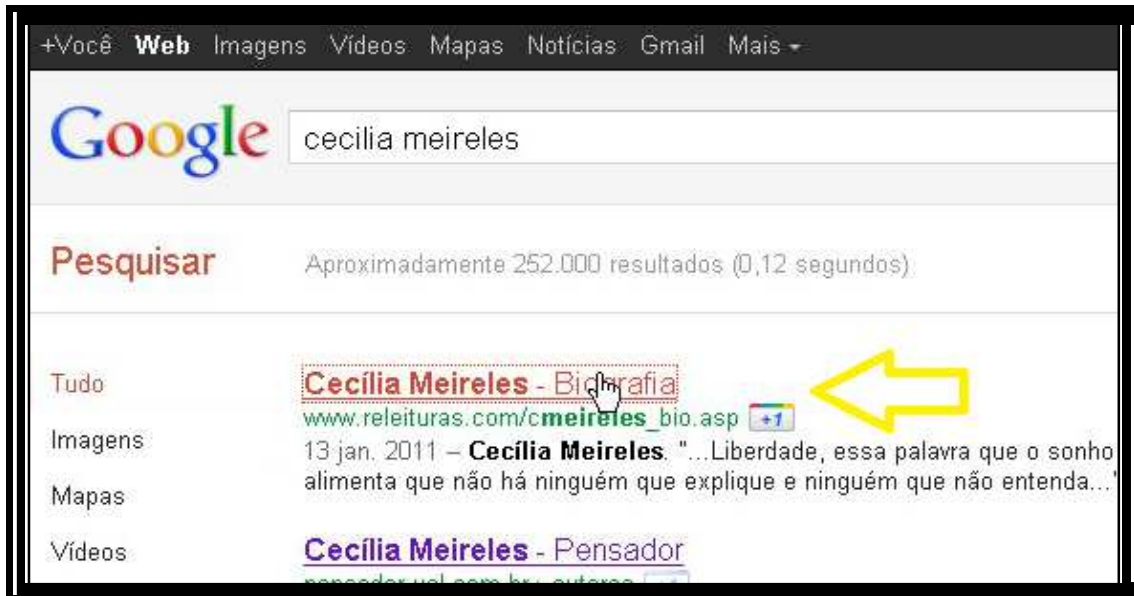 +Você Web Imagens Vídeos Mapas Notícias Gmail Mais
Google cecilia meireles
Pesquisar Aproximadamente 252.000 resultados (0,12 segundos)
Tudo
Imagens
Mapas
Vídeos
Cecília Meireles - Biografia
www.releituras.com/cmeireles_bio.asp +1
13 jan. 2011 – Cecília Meireles. "...Liberdade, essa palavra que o sonho
alimenta que não há ninguém que explique e ninguém que não entenda..."
Cecília Meireles - Pensador